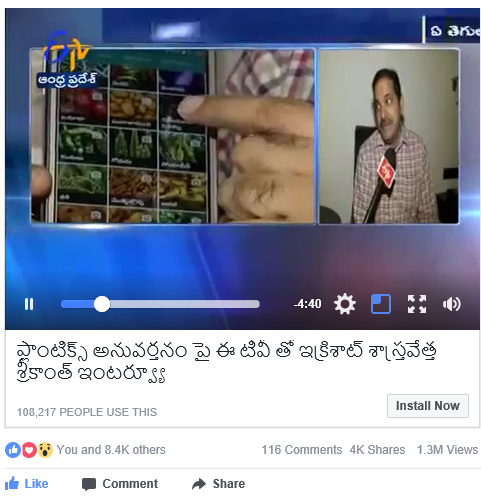 ఏ తెగు
ETV
ఆంధ్ర ప్రదేశ్
-4:40
ప్లాంటిక్స్ అనువర్తనం పై ఈ టివీ తో ఇక్రిశాట్ శాస్త్రవేత్త
శ్రీకాంత్ ఇంటర్వ్యూ
108,217 PEOPLE USE THIS
Install Now
You and 8.4K others
116 Comments 4K Shares 1.3M Views
Like Comment Share